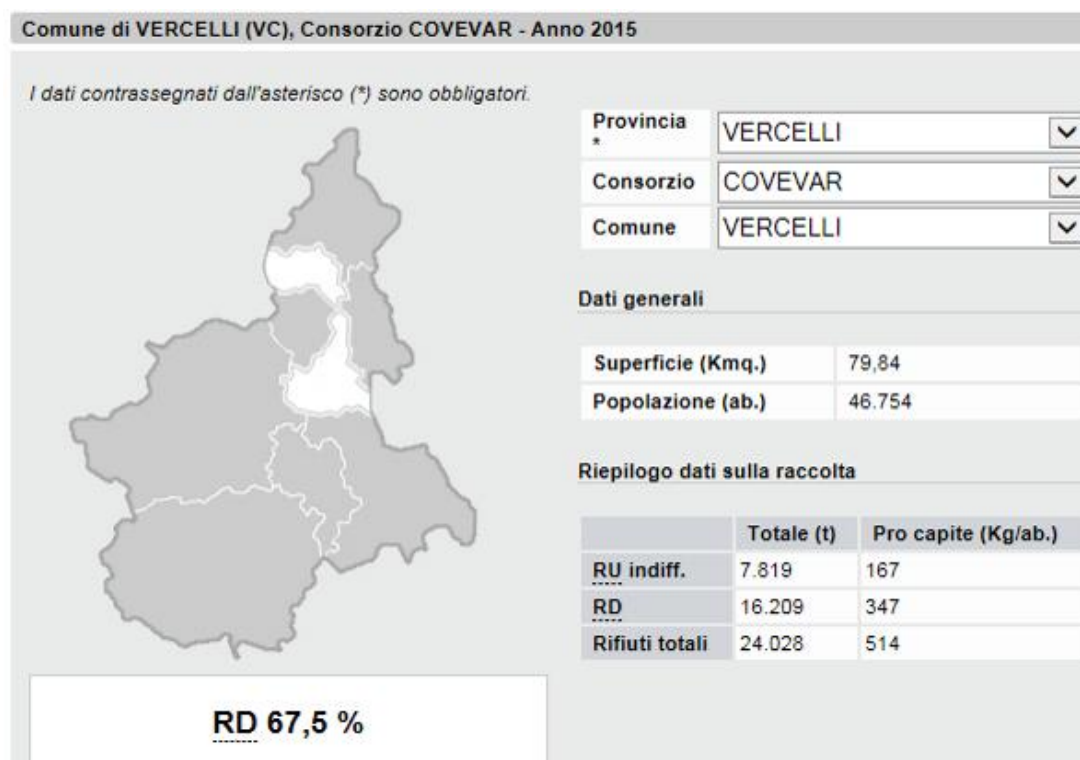 Comune di VERCELLI (VC), Consorzio COVEVAR - Anno 2015
I dati contrassegnati dall'asterisco (*) sono obbligatori.
Provincia * VERCELLI
Consorzio COVEVAR
Comune VERCELLI
Dati generali
Superficie (Kmq.) 79,84
Popolazione (ab.) 46.754
Riepilogo dati sulla raccolta
Totale (t) Pro capite (Kg/ab.)
RU indiff. 7.819 167
RD 16.209 347
Rifiuti totali 24.028 514
RD 67,5 %